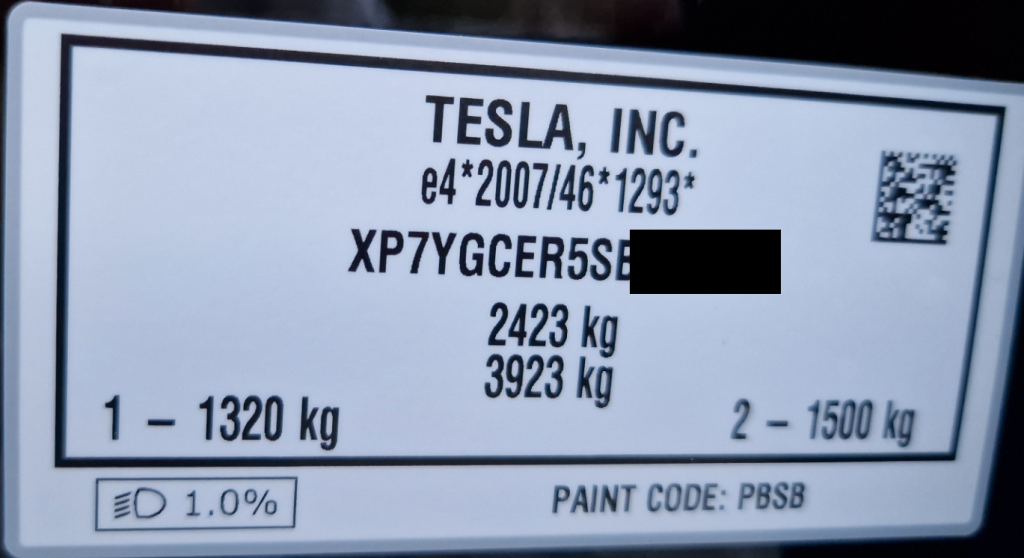 TESLA, INC.
e4*2007/46*1293*
XP7YGCER5S
2423 kg
3923 kg
1 – 1320 kg
2 – 1500 kg
1.0%
PAINT CODE: PBSB